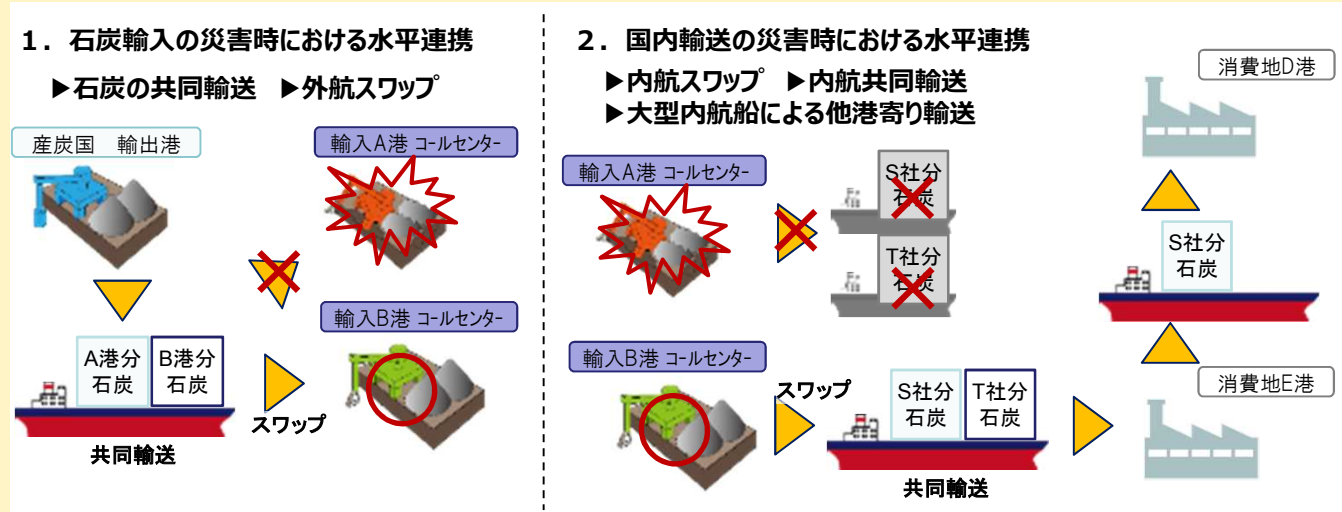 1．石炭輸入の災害時における水平連携
▶石炭の共同輸送　▶外航スワップ
産炭国　輸出港
輸入A港 コールセンター
輸入B港 コールセンター
A港分
石炭
B港分
石炭
スワップ
共同輸送
2．国内輸送の災害時における水平連携
▶内航スワップ　▶内航共同輸送
▶大型内航船による他港寄り輸送
輸入A港 コールセンター
S社分
石炭
T社分
石炭
輸入B港 コールセンター
スワップ
S社分
石炭
T社分
石炭
共同輸送
消費地D港
S社分
石炭
消費地E港